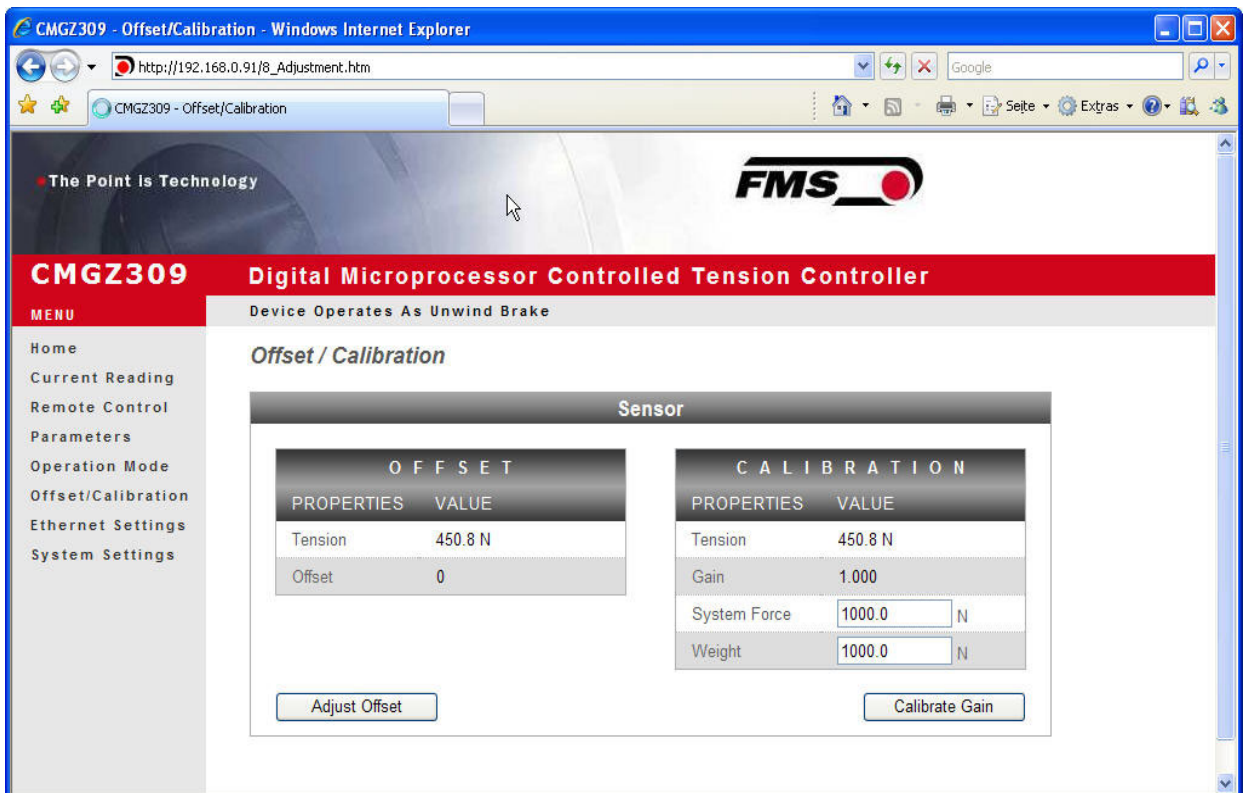 CMGZ309 - Offset/Calibration - Windows Internet Explorer
http://192.168.0.91/8_Adjustment.htm
Google
CMGZ309 - Offset/Calibration
Seite
Extras
The Point is Technology
FMS
CMGZ309
Digital Microprocessor Controlled Tension Controller
MENU
Device Operates As Unwind Brake
Home
Current Reading
Remote Control
Parameters
Operation Mode
Offset/Calibration
Ethernet Settings
System Settings
Offset / Calibration
Sensor
OFFSET
PROPERTIES VALUE
Tension 450.8 N
Offset 0
Adjust Offset
CALIBRATION
PROPERTIES VALUE
Tension 450.8 N
Gain 1.000
System Force 1000.0 N
Weight 1000.0 N
Calibrate Gain